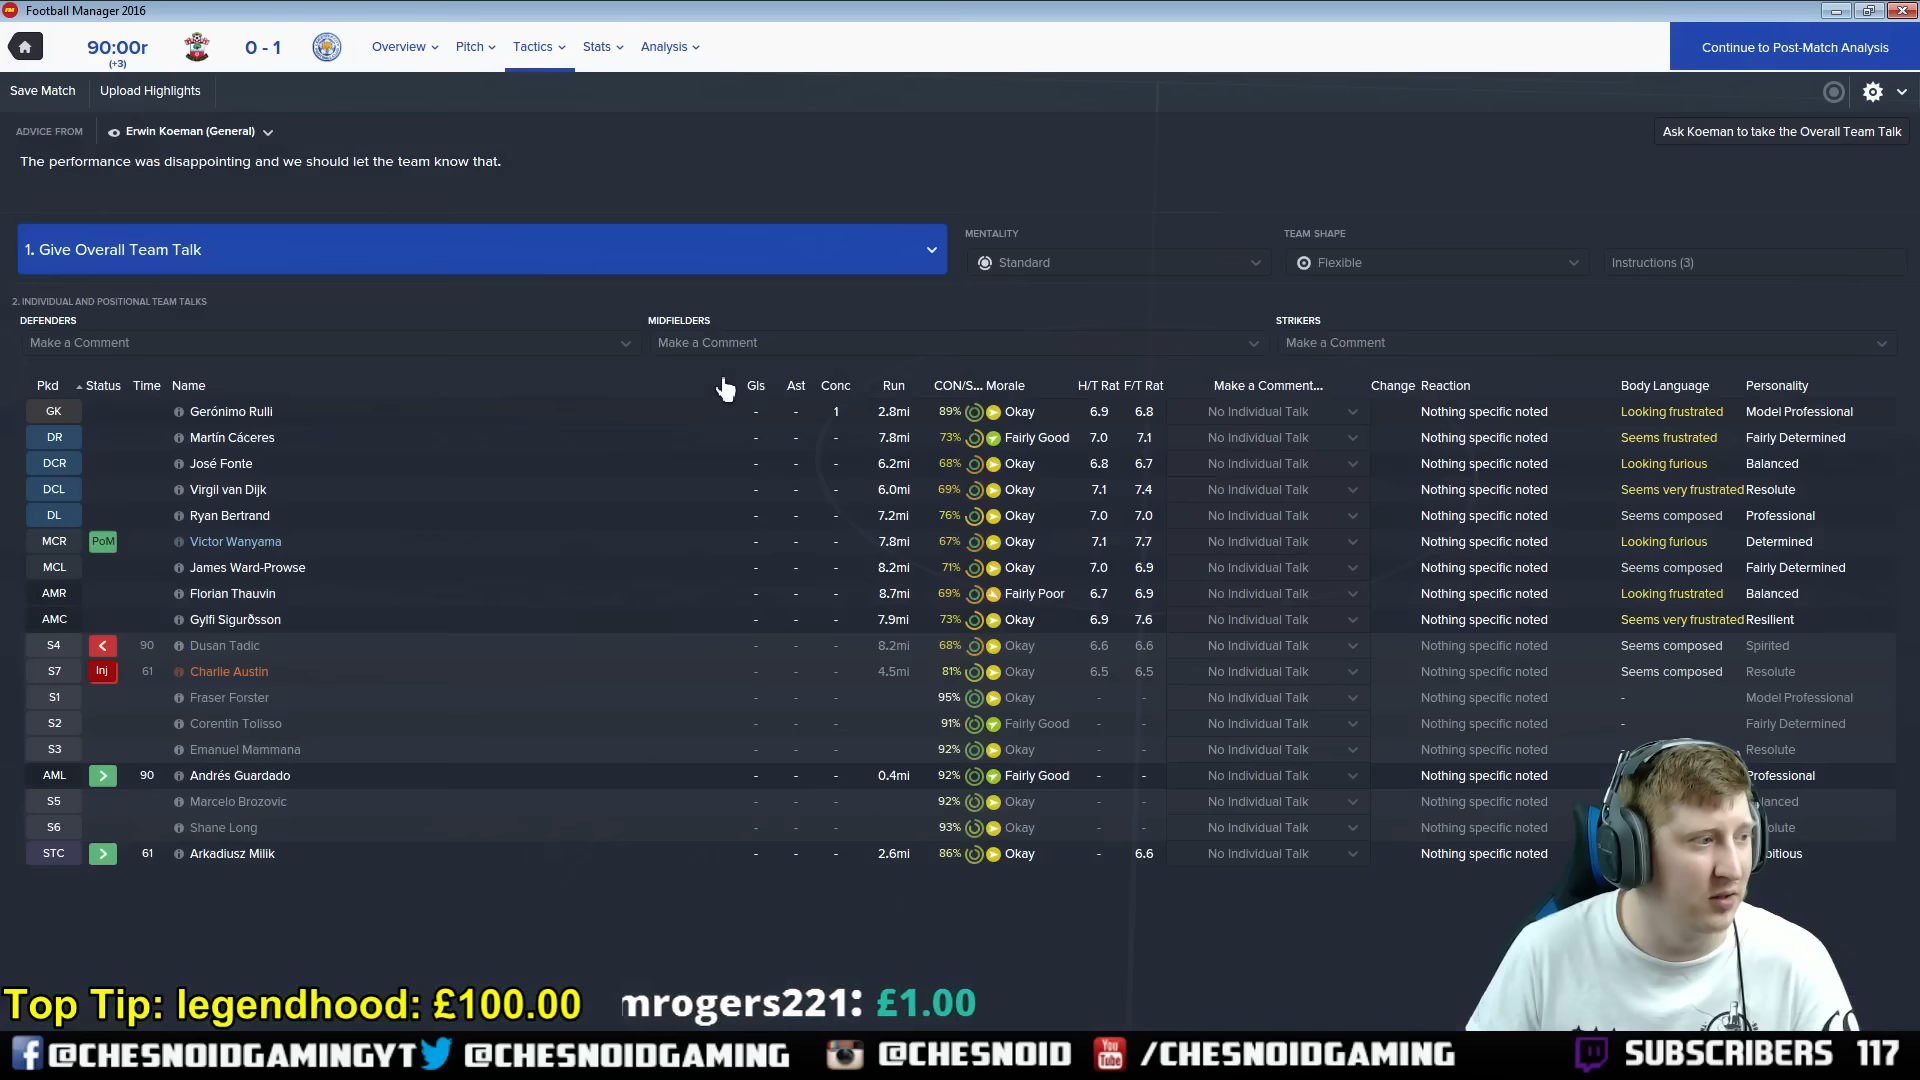 Football Manager 2016
90:00r
(+3)
0 - 1
Overview
Pitch
Tactics
Stats
Analysis
Continue to Post-Match Analysis
Save Match
Upload Highlights
ADVICE FROM
Erwin Koeman (General)
Ask Koeman to take the Overall Team Talk
The performance was disappointing and we should let the team know that.
1. Give Overall Team Talk
MENTALITY
Standard
TEAM SHAPE
Flexible
Instructions (3)
2. INDIVIDUAL AND POSITIONAL TEAM TALKS
DEFENDERS
MIDFIELDERS
STRIKERS
Make a Comment
Make a Comment
Make a Comment
Pkd Status Time Name Gls Ast Conc Run CON/S... Morale H/T Rat F/T Rat Make a Comment... Change Reaction Body Language Personality
GK Gerónimo Rulli - - 1 2.8mi 89% Okay 6.9 6.8 No Individual Talk Nothing specific noted Looking frustrated Model Professional
DR Martín Cáceres - - - 7.8mi 73% Fairly Good 7.0 7.1 No Individual Talk Nothing specific noted Seems frustrated Fairly Determined
DCR José Fonte - - - 6.2mi 68% Okay 6.8 6.7 No Individual Talk Nothing specific noted Looking furious Balanced
DCL Virgil van Dijk - - - 6.0mi 69% Okay 7.1 7.4 No Individual Talk Nothing specific noted Seems very frustrated Resolute
DL Ryan Bertrand - - - 7.2mi 76% Okay 7.0 7.0 No Individual Talk Nothing specific noted Seems composed Professional
MCR PoM Victor Wanyama - - - 7.8mi 67% Okay 7.1 7.7 No Individual Talk Nothing specific noted Looking furious Determined
MCL James Ward-Prowse - - - 8.2mi 71% Okay 7.0 6.9 No Individual Talk Nothing specific noted Seems composed Fairly Determined
AMR Florian Thauvin - - - 8.7mi 69% Fairly Poor 6.7 6.9 No Individual Talk Nothing specific noted Looking frustrated Balanced
AMC Gylfi Sigurðsson - - - 7.9mi 73% Okay 6.9 7.6 No Individual Talk Nothing specific noted Seems very frustrated Resilient
S4 90 Dusan Tadic - - - 8.2mi 68% Okay 6.6 6.6 No Individual Talk Nothing specific noted Seems composed Spirited
S7 Inj 61 Charlie Austin - - - 4.5mi 81% Okay 6.5 6.5 No Individual Talk Nothing specific noted Seems composed Resolute
S1 Fraser Forster - - - 95% Okay - - No Individual Talk Nothing specific noted - Model Professional
S2 Corentin Tolisso - - - 91% Fairly Good - - No Individual Talk Nothing specific noted - Fairly Determined
S3 Emanuel Mammana - - - 92% Okay - - No Individual Talk Nothing specific noted Resolute
AML 90 Andrés Guardado - - - 0.4mi 92% Fairly Good - - No Individual Talk Nothing specific noted Professional
S5 Marcelo Brozovic - - - 92% Okay - - No Individual Talk Nothing specific noted
S6 Shane Long - - - 93% Okay - - No Individual Talk Nothing specific noted
STC 61 Arkadiusz Milik - - - 2.6mi 86% Okay - 6.6 No Individual Talk Nothing specific noted
Top Tip: legendhood: £100.00 mrogers221: £1.00
@CHESNOIDGAMINGYT @CHESNOIDGAMING @CHESNOID /CHESNOIDGAMING SUBSCRIBERS 117